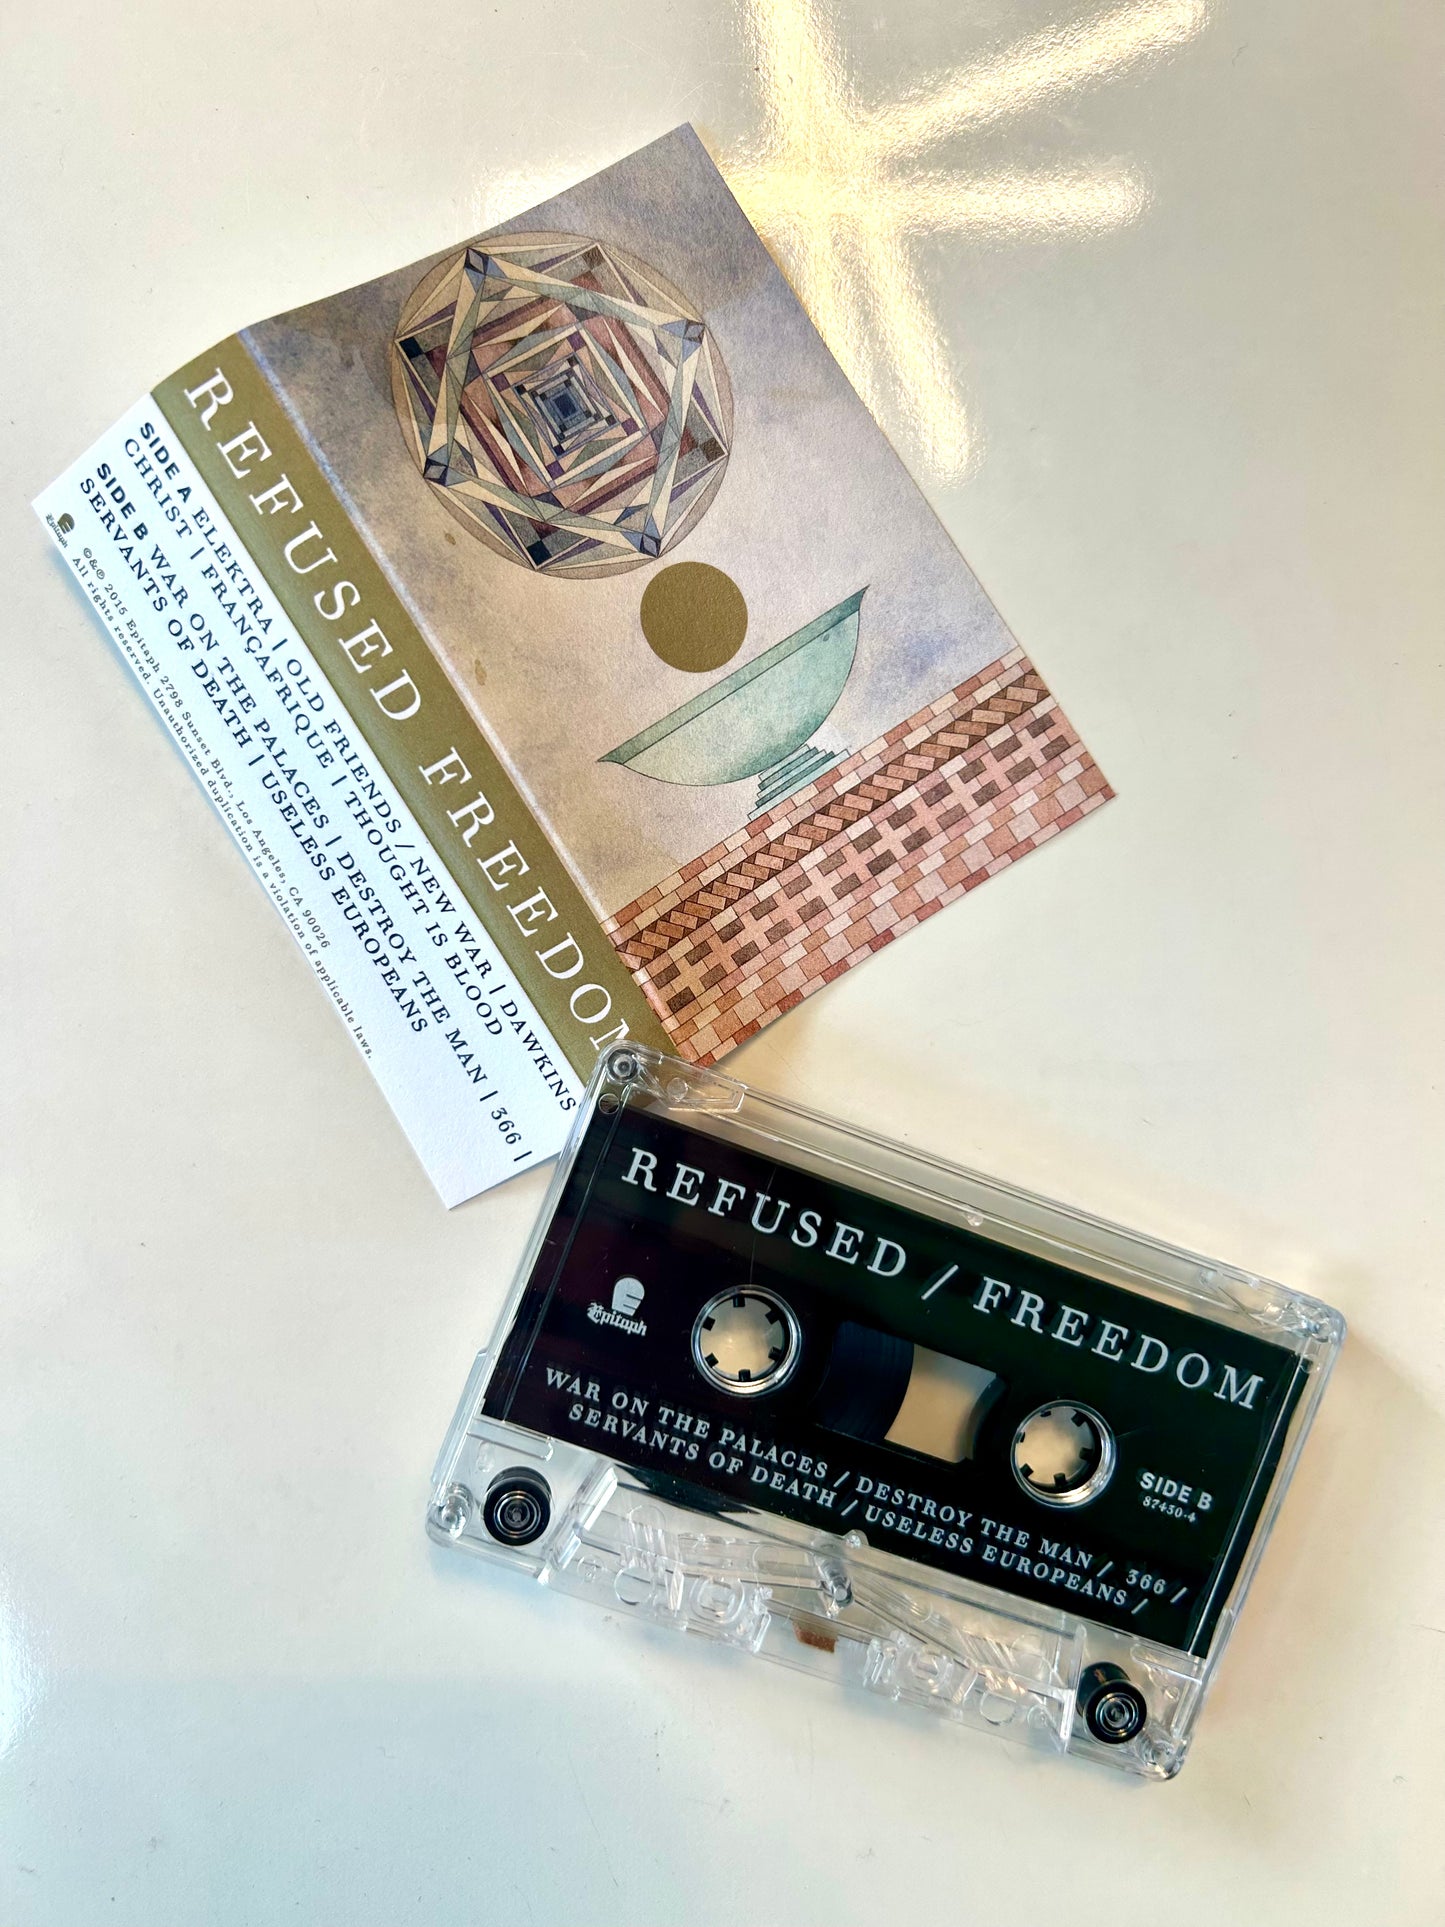 REFUSED FREEDOM
SIDE A ELEKTRA | OLD FRIENDS / NEW WAR | DAWKINS
CHRIST | FRANÇAFRIQUE | THOUGHT IS BLOOD
SIDE B WAR ON THE PALACES | DESTROY THE MAN | 366 |
SERVANTS OF DEATH | USELESS EUROPEANS
Epitaph
©&℗ 2015 Epitaph 2798 Sunset Blvd., Los Angeles, CA 90026
All rights reserved. Unauthorized duplication is a violation of applicable laws.
REFUSED / FREEDOM
Epitaph
WAR ON THE PALACES / DESTROY THE MAN / 366 /
SERVANTS OF DEATH / USELESS EUROPEANS /
SIDE B
87430-4